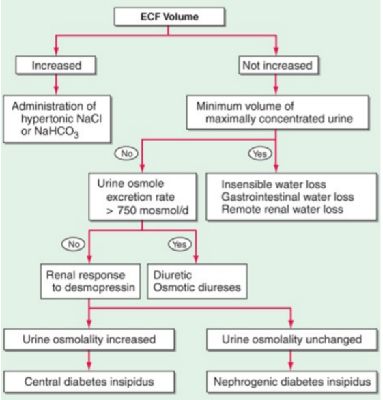 ECF Volume
Increased
Not increased
Administration of
hypertonic NaCl
or NaHCO3
Minimum volume of
maximally concentrated urine
No
Yes
Urine osmole
excretion rate
> 750 mosmol/d
Insensible water loss
Gastrointestinal water loss
Remote renal water loss
No
Yes
Renal response
to desmopressin
Diuretic
Osmotic diureses
Urine osmolality increased
Urine osmolality unchanged
Central diabetes insipidus
Nephrogenic diabetes insipidus